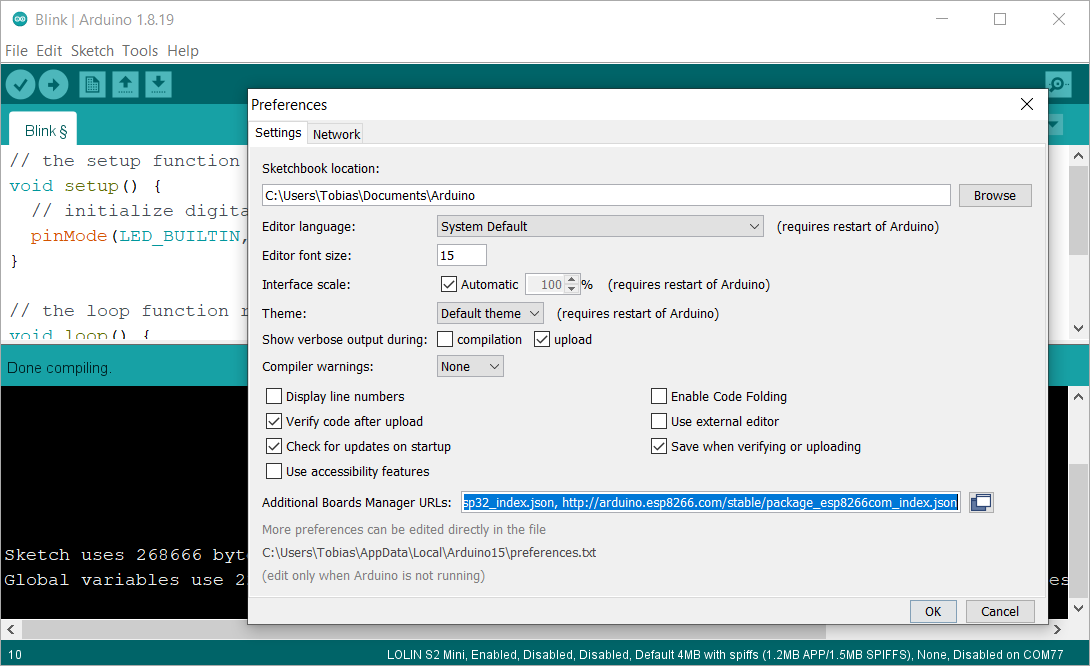 Blink | Arduino 1.8.19
File Edit Sketch Tools Help
Blink §
// the setup function
void setup() {
// initialize digita
pinMode(LED_BUILTIN,
}
// the loop function r
void loop() {
Done compiling.
Sketch uses 268666 byt
Global variables use 2
es
10
LOLIN S2 Mini, Enabled, Disabled, Disabled, Default 4MB with spiffs (1.2MB APP/1.5MB SPIFFS), None, Disabled on COM77
Preferences
Settings Network
Sketchbook location:
C:\Users\Tobias\Documents\Arduino Browse
Editor language: System Default (requires restart of Arduino)
Editor font size: 15
Interface scale: Automatic 100 % (requires restart of Arduino)
Theme: Default theme (requires restart of Arduino)
Show verbose output during: compilation upload
Compiler warnings: None
Display line numbers Enable Code Folding
Verify code after upload Use external editor
Check for updates on startup Save when verifying or uploading
Use accessibility features
Additional Boards Manager URLs: sp32_index.json, http://arduino.esp8266.com/stable/package_esp8266com_index.json
More preferences can be edited directly in the file
C:\Users\Tobias\AppData\Local\Arduino15\preferences.txt
(edit only when Arduino is not running)
OK Cancel